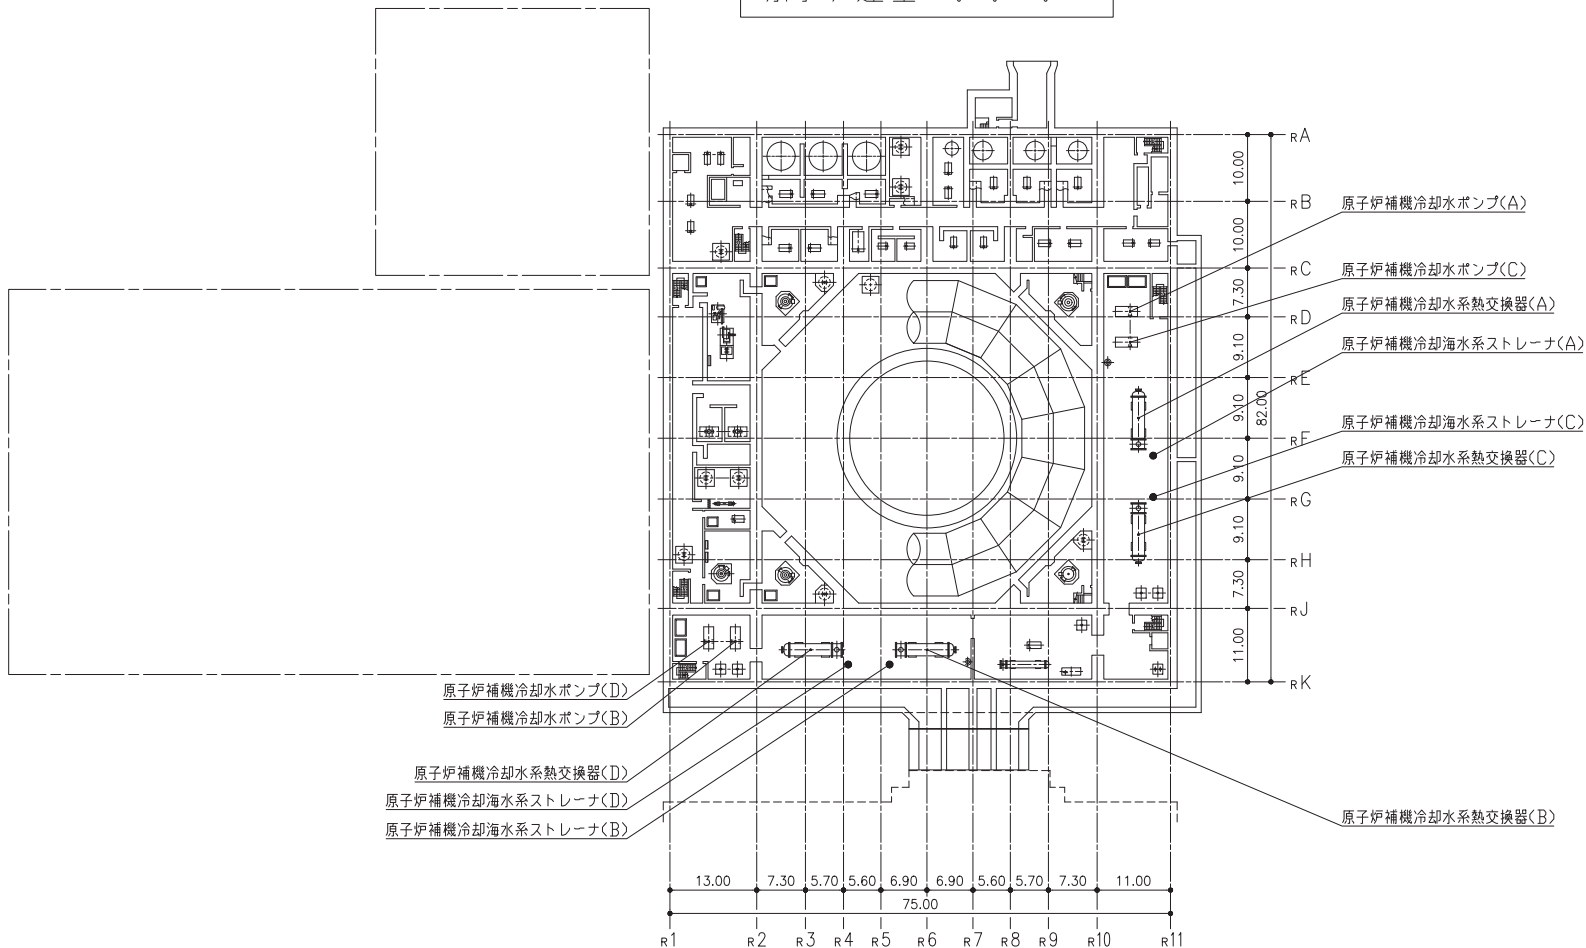 RA
10.00
RB
原子炉補機冷却水ポンプ(A)
10.00
RC
原子炉補機冷却水ポンプ(C)
7.30
原子炉補機冷却水系熱交換器(A)
RD
9.10
原子炉補機冷却海水系ストレーナ(A)
RE
9.10
82.00
原子炉補機冷却海水系ストレーナ(C)
RF
9.10
原子炉補機冷却水系熱交換器(C)
RG
9.10
RH
7.30
RJ
11.00
RK
原子炉補機冷却水ポンプ(D)
原子炉補機冷却水ポンプ(B)
原子炉補機冷却水系熱交換器(D)
原子炉補機冷却海水系ストレーナ(D)
原子炉補機冷却海水系ストレーナ(B)
原子炉補機冷却水系熱交換器(B)
13.00 7.30 5.70 5.60 6.90 6.90 5.60 5.70 7.30 11.00
75.00
R1 R2 R3 R4 R5 R6 R7 R8 R9 R10 R11